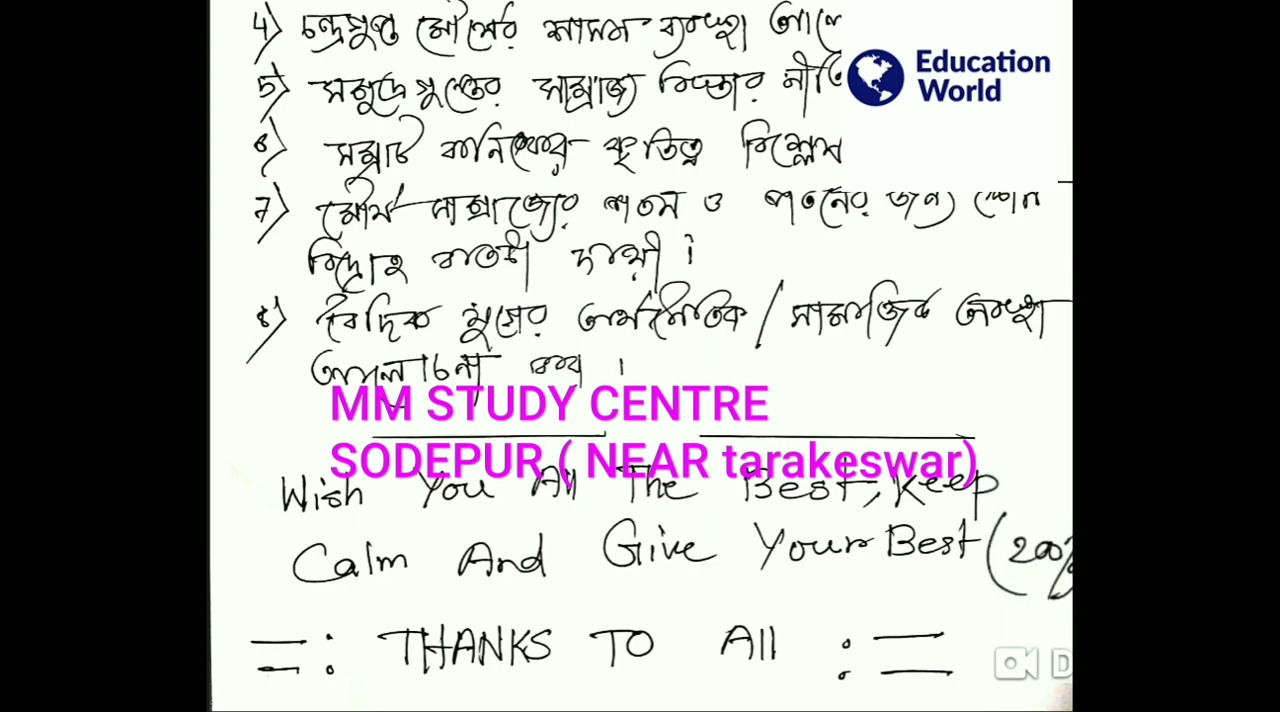 4) চন্দ্রগুপ্ত মৌর্যের শাসন ব্যবস্থা আলো
5) সমুদ্রগুপ্তের সাম্রাজ্য বিস্তার নীতি
Education
World
6) সম্রাট কনিষ্কের কৃতিত্ব বিশ্লেষ
7) মৌর্য সাম্রাজ্যের পতন ও পতনের জন্য
বিদ্রোহ কতটা দায়ী।
8) বৈদিক যুগের অর্থনৈতিক / সামাজিক অবস্থা
আলোচনা কর।
MM STUDY CENTRE
SODEPUR ( NEAR tarakeswar)
Wish You All The Best, Keep
Calm And Give Your Best (200%
=: THANKS TO All :=